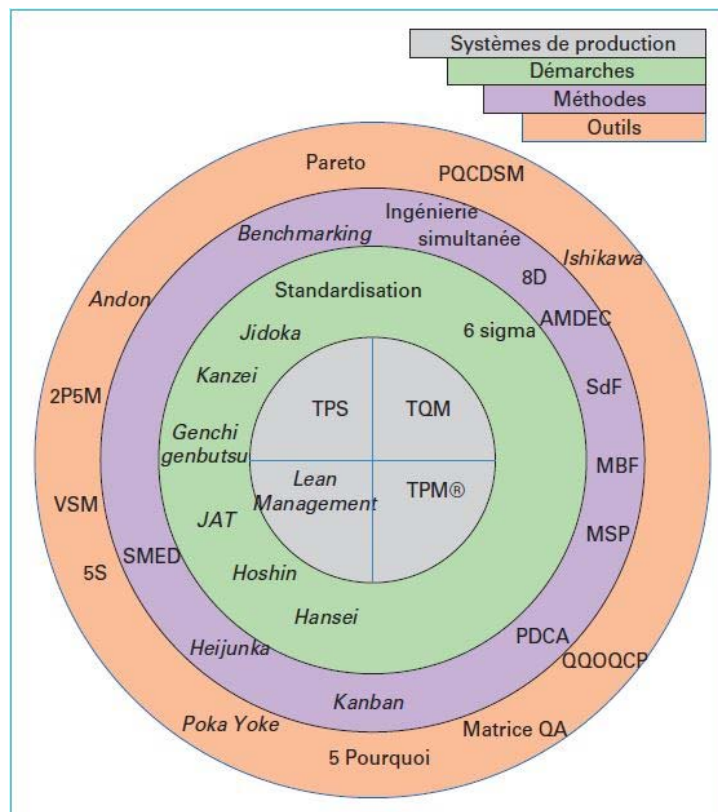 Systèmes de production
Démarches
Méthodes
Outils
Pareto
PQCDSM
Ingénierie
simultanée
Benchmarking
Ishikawa
8D
Standardisation
Andon
AMDEC
Jidoka
6 sigma
Kanzei
SdF
2P5M
TPS
TQM
Genchi
genbutsu
MBF
Lean
Management
TPM®
VSM
JAT
MSP
SMED
5S
Hoshin
Hansei
PDCA
Heijunka
QQOQCP
Kanban
Poka Yoke
Matrice QA
5 Pourquoi